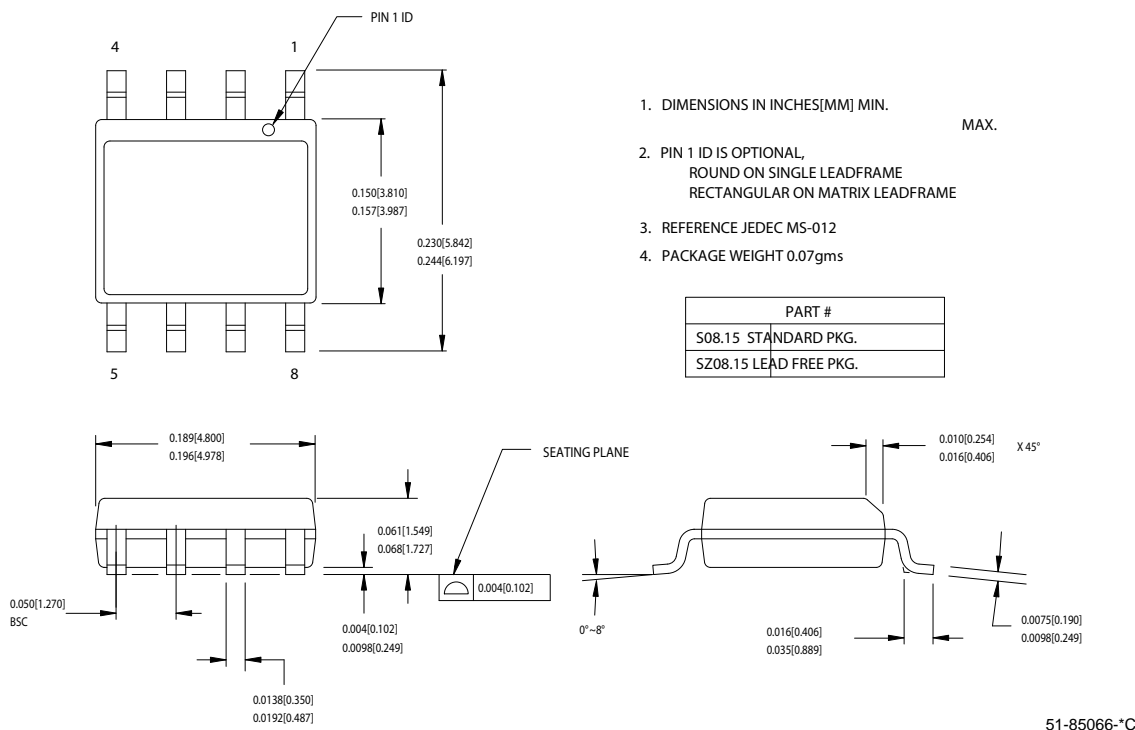 PIN 1 ID
4
1
0.150[3.810]
0.157[3.987]
0.230[5.842]
0.244[6.197]
5
8
1. DIMENSIONS IN INCHES[MM] MIN.
MAX.
2. PIN 1 ID IS OPTIONAL,
ROUND ON SINGLE LEADFRAME
RECTANGULAR ON MATRIX LEADFRAME
3. REFERENCE JEDEC MS-012
4. PACKAGE WEIGHT 0.07gms
PART #
S08.15 STANDARD PKG.
SZ08.15 LEAD FREE PKG.
0.189[4.800]
0.196[4.978]
SEATING PLANE
0.010[0.254]
0.016[0.406]
X 45°
0.061[1.549]
0.068[1.727]
0.004[0.102]
0.050[1.270]
BSC
0.004[0.102]
0.0098[0.249]
0°~8°
0.016[0.406]
0.035[0.889]
0.0075[0.190]
0.0098[0.249]
0.0138[0.350]
0.0192[0.487]
51-85066-*C